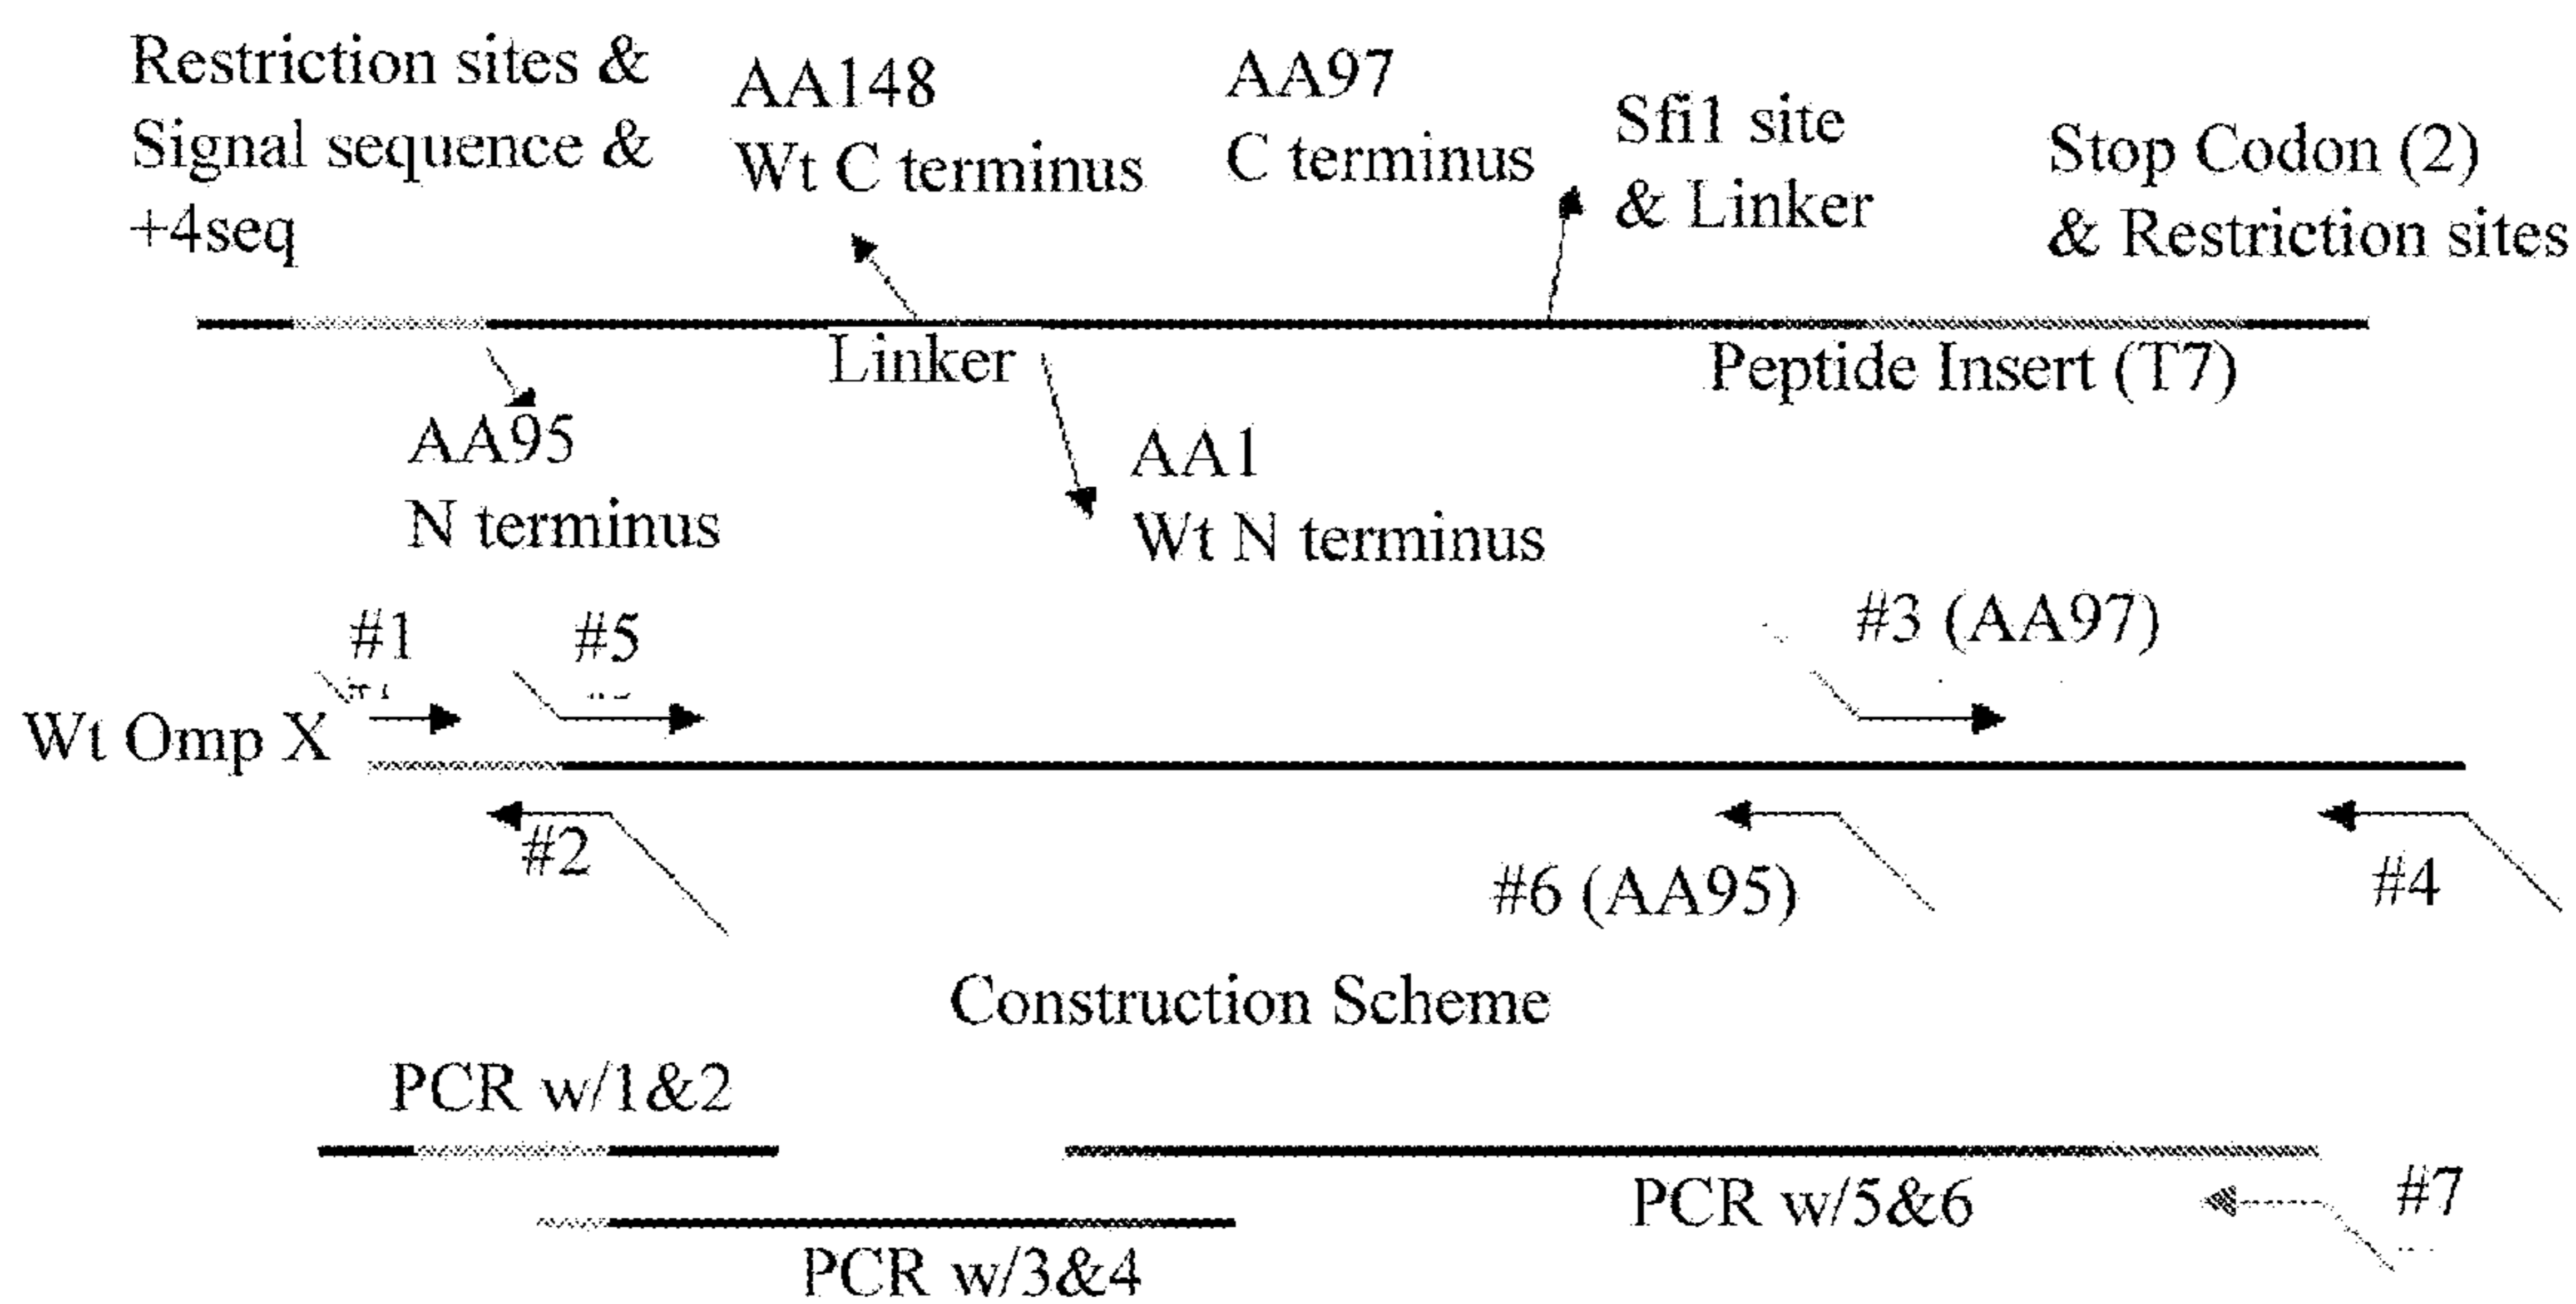 Restriction sites &
Signal sequence &
+4seq
AA148
Wt C terminus
AA97
C terminus
Sfi1 site
& Linker
Stop Codon (2)
& Restriction sites
Linker
Peptide Insert (T7)
AA95
N terminus
AA1
Wt N terminus
#1
#5
#3 (AA97)
Wt Omp X
#2
#6 (AA95)
#4
Construction Scheme
PCR w/1&2
PCR w/5&6
#7
PCR w/3&4